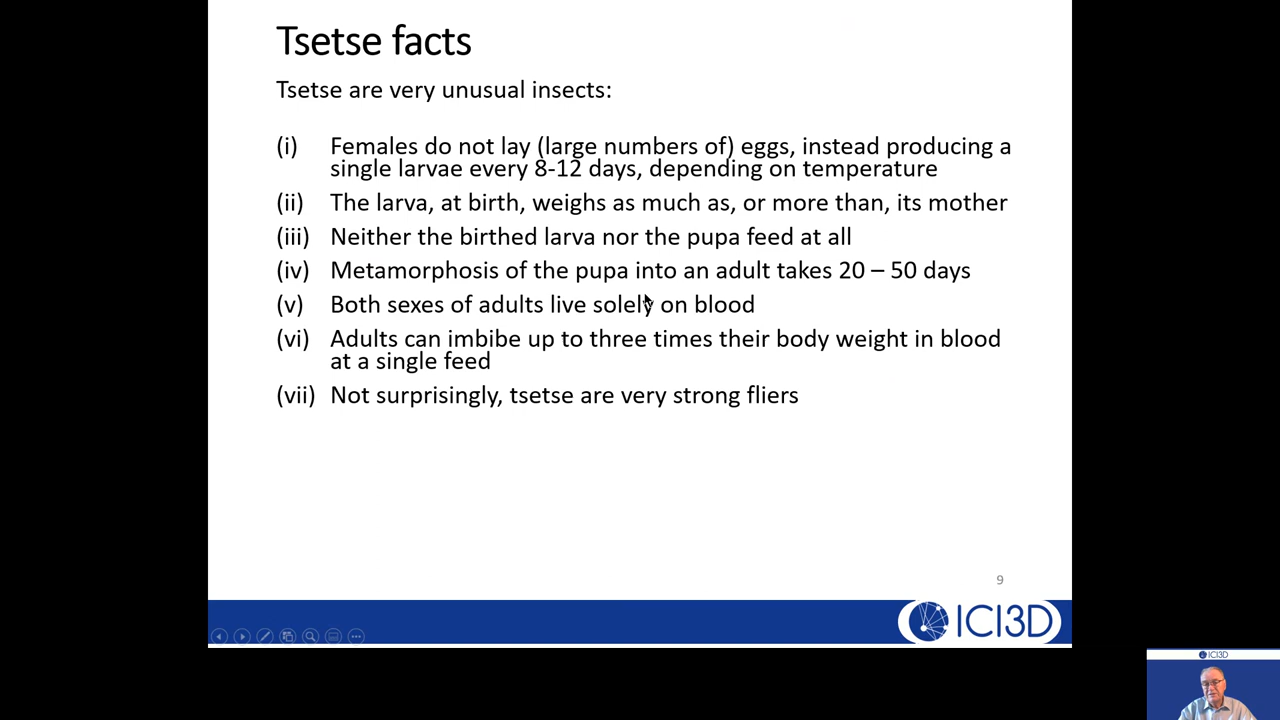 Tsetse facts
Tsetse are very unusual insects:
(i) Females do not lay (large numbers of) eggs, instead producing a
single larvae every 8-12 days, depending on temperature
(ii) The larva, at birth, weighs as much as, or more than, its mother
(iii) Neither the birthed larva nor the pupa feed at all
(iv) Metamorphosis of the pupa into an adult takes 20 – 50 days
(v) Both sexes of adults live solely on blood
(vi) Adults can imbibe up to three times their body weight in blood
at a single feed
(vii) Not surprisingly, tsetse are very strong fliers
9
ICI3D
ICI3D